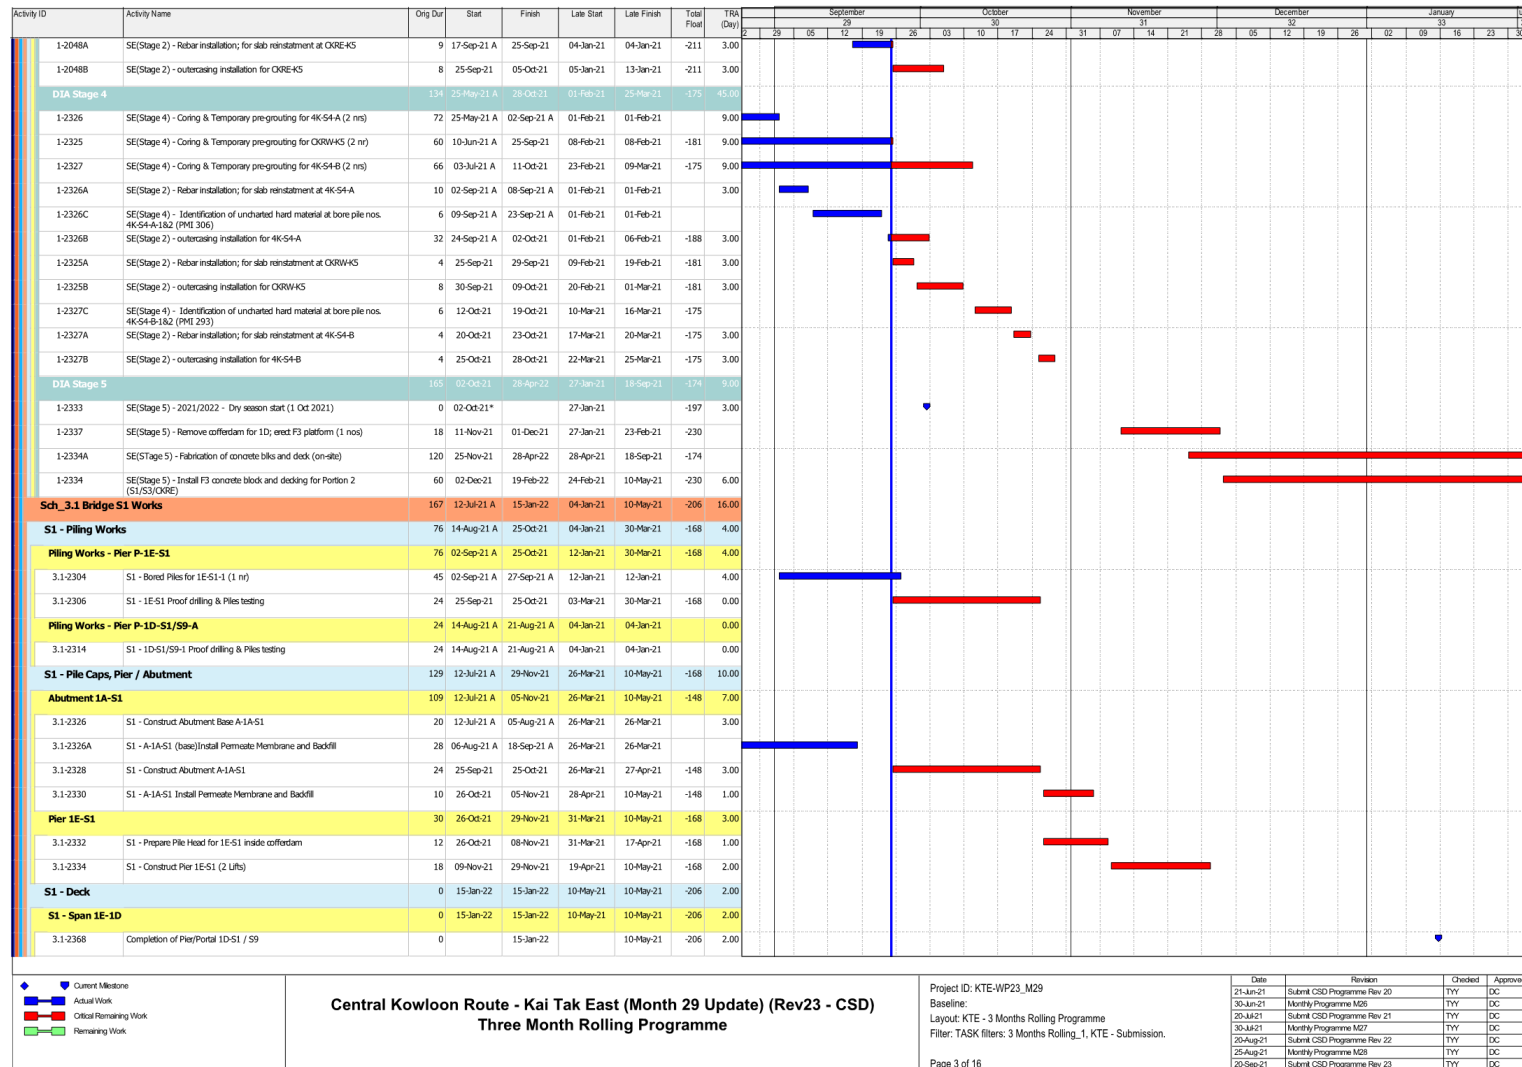 Activity ID Activity Name Orig Dur Start Finish Late Start Late Finish Total Float TRA (Day) September October November December January
29 30 31 32 33
29 05 12 19 26 03 10 17 24 31 07 14 21 28 05 12 19 26 02 09 16 23 30
1-2048A SE(Stage 2) - Rebar installation; for slab reinstatment at CKRE-K5 9 17-Sep-21 A 25-Sep-21 04-Jan-21 04-Jan-21 -211 3.00
1-2048B SE(Stage 2) - outercasing installation for CKRE-K5 8 25-Sep-21 05-Oct-21 05-Jan-21 13-Jan-21 -211 3.00
DIA Stage 4 134 25-May-21 A 28-Oct-21 01-Feb-21 25-Mar-21 -175 45.00
1-2326 SE(Stage 4) - Coring & Temporary pre-grouting for 4K-S4-A (2 nrs) 72 25-May-21 A 02-Sep-21 A 01-Feb-21 01-Feb-21 9.00
1-2325 SE(Stage 4) - Coring & Temporary pre-grouting for CKRW-K5 (2 nr) 60 10-Jun-21 A 25-Sep-21 08-Feb-21 08-Feb-21 -181 9.00
1-2327 SE(Stage 4) - Coring & Temporary pre-grouting for 4K-S4-B (2 nrs) 66 03-Jul-21 A 11-Oct-21 23-Feb-21 09-Mar-21 -175 9.00
1-2326A SE(Stage 2) - Rebar installation; for slab reinstatment at 4K-S4-A 10 02-Sep-21 A 08-Sep-21 A 01-Feb-21 01-Feb-21 3.00
1-2326C SE(Stage 4) - Identification of uncharted hard material at bore pile nos. 4K-S4-A-1&2 (PMI 306) 6 09-Sep-21 A 23-Sep-21 A 01-Feb-21 01-Feb-21
1-2326B SE(Stage 2) - outercasing installation for 4K-S4-A 32 24-Sep-21 A 02-Oct-21 01-Feb-21 06-Feb-21 -188 3.00
1-2325A SE(Stage 2) - Rebar installation; for slab reinstatment at CKRW-K5 4 25-Sep-21 29-Sep-21 09-Feb-21 19-Feb-21 -181 3.00
1-2325B SE(Stage 2) - outercasing installation for CKRW-K5 8 30-Sep-21 09-Oct-21 20-Feb-21 01-Mar-21 -181 3.00
1-2327C SE(Stage 4) - Identification of uncharted hard material at bore pile nos. 4K-S4-B-1&2 (PMI 293) 6 12-Oct-21 19-Oct-21 10-Mar-21 16-Mar-21 -175
1-2327A SE(Stage 2) - Rebar installation; for slab reinstatment at 4K-S4-B 4 20-Oct-21 23-Oct-21 17-Mar-21 20-Mar-21 -175 3.00
1-2327B SE(Stage 2) - outercasing installation for 4K-S4-B 4 25-Oct-21 28-Oct-21 22-Mar-21 25-Mar-21 -175 3.00
DIA Stage 5 165 02-Oct-21 28-Apr-22 27-Jan-21 18-Sep-21 -174 9.00
1-2333 SE(Stage 5) - 2021/2022 - Dry season start (1 Oct 2021) 0 02-Oct-21* 27-Jan-21 -197 3.00
1-2337 SE(Stage 5) - Remove cofferdam for 1D; erect F3 platform (1 nos) 18 11-Nov-21 01-Dec-21 27-Jan-21 23-Feb-21 -230
1-2334A SE(STage 5) - Fabrication of concrete blks and deck (on-site) 120 25-Nov-21 28-Apr-22 28-Apr-21 18-Sep-21 -174
1-2334 SE(Stage 5) - Install F3 concrete block and decking for Portion 2 (S1/S3/CKRE) 60 02-Dec-21 19-Feb-22 24-Feb-21 10-May-21 -230 6.00
Sch_3.1 Bridge S1 Works 167 12-Jul-21 A 15-Jan-22 04-Jan-21 10-May-21 -206 16.00
S1 - Piling Works 76 14-Aug-21 A 25-Oct-21 04-Jan-21 30-Mar-21 -168 4.00
Piling Works - Pier P-1E-S1 76 02-Sep-21 A 25-Oct-21 12-Jan-21 30-Mar-21 -168 4.00
3.1-2304 S1 - Bored Piles for 1E-S1-1 (1 nr) 45 02-Sep-21 A 27-Sep-21 A 12-Jan-21 12-Jan-21 4.00
3.1-2306 S1 - 1E-S1 Proof drilling & Piles testing 24 25-Sep-21 25-Oct-21 03-Mar-21 30-Mar-21 -168 0.00
Piling Works - Pier P-1D-S1/S9-A 24 14-Aug-21 A 21-Aug-21 A 04-Jan-21 04-Jan-21 0.00
3.1-2314 S1 - 1D-S1/S9-1 Proof drilling & Piles testing 24 14-Aug-21 A 21-Aug-21 A 04-Jan-21 04-Jan-21 0.00
S1 - Pile Caps, Pier / Abutment 129 12-Jul-21 A 29-Nov-21 26-Mar-21 10-May-21 -168 10.00
Abutment 1A-S1 109 12-Jul-21 A 05-Nov-21 26-Mar-21 10-May-21 -148 7.00
3.1-2326 S1 - Construct Abutment Base A-1A-S1 20 12-Jul-21 A 05-Aug-21 A 26-Mar-21 26-Mar-21 3.00
3.1-2326A S1 - A-1A-S1 (base)Install Permeate Membrane and Backfill 28 06-Aug-21 A 18-Sep-21 A 26-Mar-21 26-Mar-21
3.1-2328 S1 - Construct Abutment A-1A-S1 24 25-Sep-21 25-Oct-21 26-Mar-21 27-Apr-21 -148 3.00
3.1-2330 S1 - A-1A-S1 Install Permeate Membrane and Backfill 10 26-Oct-21 05-Nov-21 28-Apr-21 10-May-21 -148 1.00
Pier 1E-S1 30 26-Oct-21 29-Nov-21 31-Mar-21 10-May-21 -168 3.00
3.1-2332 S1 - Prepare Pile Head for 1E-S1 inside cofferdam 12 26-Oct-21 08-Nov-21 31-Mar-21 17-Apr-21 -168 1.00
3.1-2334 S1 - Construct Pier 1E-S1 (2 Lifts) 18 09-Nov-21 29-Nov-21 19-Apr-21 10-May-21 -168 2.00
S1 - Deck 0 15-Jan-22 15-Jan-22 10-May-21 10-May-21 -206 2.00
S1 - Span 1E-1D 0 15-Jan-22 15-Jan-22 10-May-21 10-May-21 -206 2.00
3.1-2368 Completion of Pier/Portal 1D-S1 / S9 0 15-Jan-22 10-May-21 -206 2.00
Current Milestone
Actual Work
Critical Remaining Work
Remaining Work
Central Kowloon Route - Kai Tak East (Month 29 Update) (Rev23 - CSD)
Three Month Rolling Programme
Project ID: KTE-WP23_M29
Baseline:
Layout: KTE - 3 Months Rolling Programme
Filter: TASK filters: 3 Months Rolling_1, KTE - Submission.
Page 3 of 16
Date Revision Checked Approve
21-Jun-21 Submit CSD Programme Rev 20 TYY DC
30-Jun-21 Monthly Programme M26 TYY DC
20-Jul-21 Submit CSD Programme Rev 21 TYY DC
30-Jul-21 Monthly Programme M27 TYY DC
20-Aug-21 Submit CSD Programme Rev 22 TYY DC
25-Aug-21 Monthly Programme M28 TYY DC
20-Sep-21 Submit CSD Programme Rev 23 TYY DC